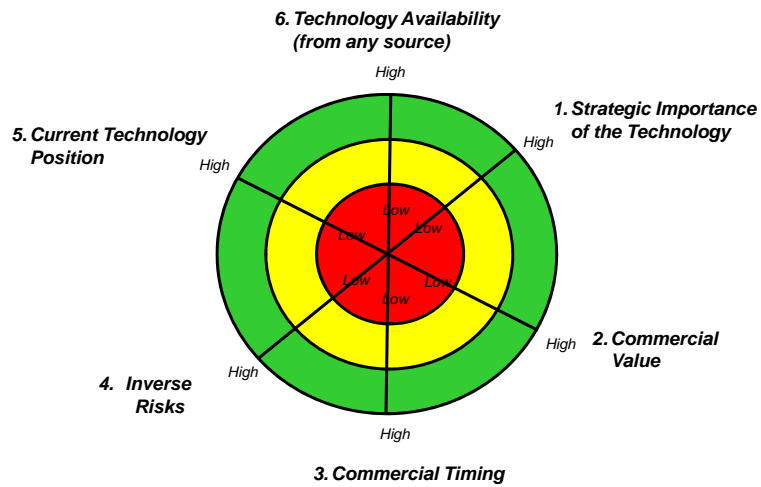 6. Technology Availability
(from any source)
High
1. Strategic Importance
of the Technology
High
5. Current Technology
Position
High
Low
Low
Low
Low
Low
Low
2. Commercial
Value
High
4. Inverse
Risks
High
High
3. Commercial Timing